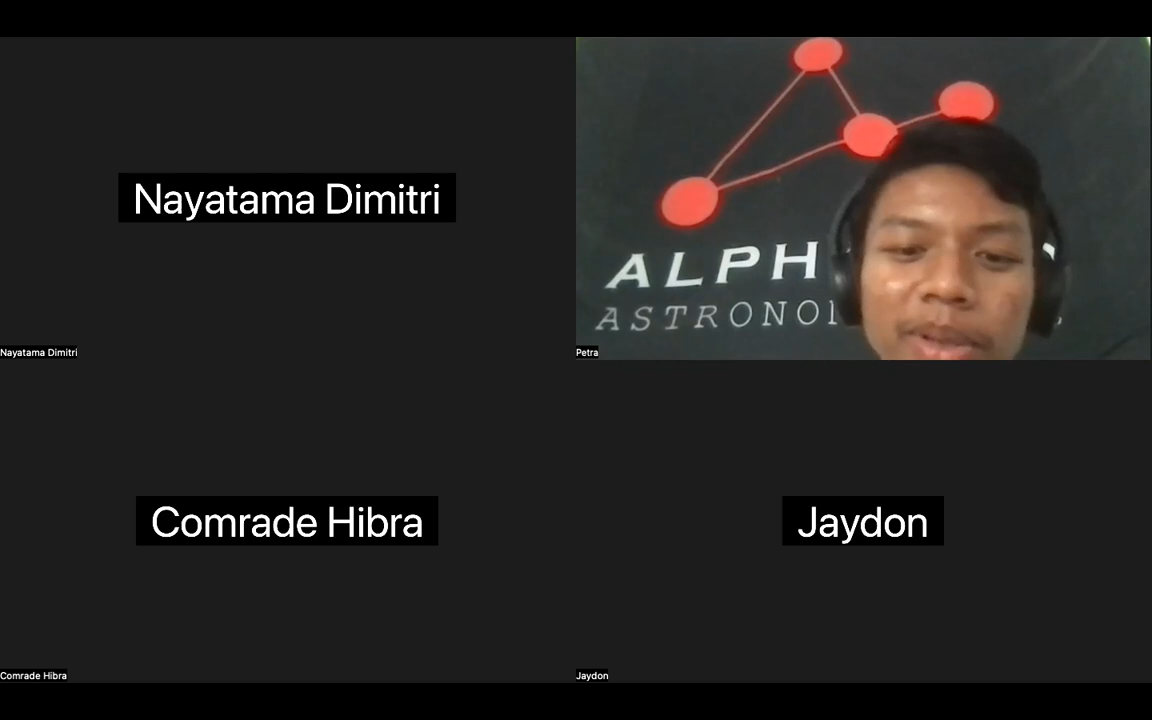 Nayatama Dimitri
Nayatama Dimitri
ALPH
ASTRONO
Petra
Comrade Hibra
Comrade Hibra
Jaydon
Jaydon